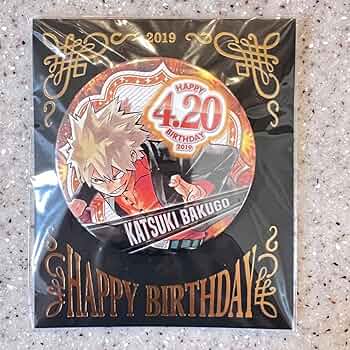 2019
HAPPY
4.20
BIRTHDAY
2019
KATSUKI BAKUGO
HAPPY BIRTHDAY